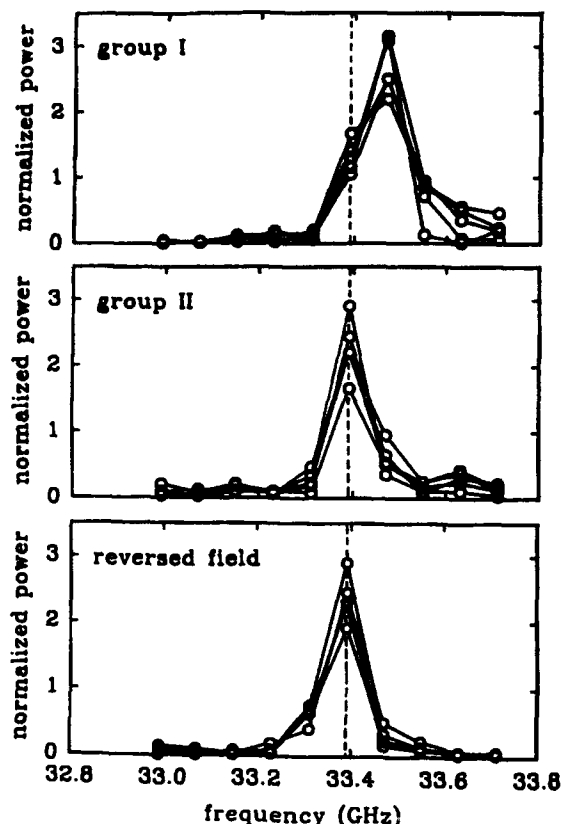 group I
normalized power
3
2
1
0
group II
normalized power
3
2
1
0
reversed field
normalized power
3
2
1
0
32.8 33.0 33.2 33.4 33.6 33.8
frequency (GHz)